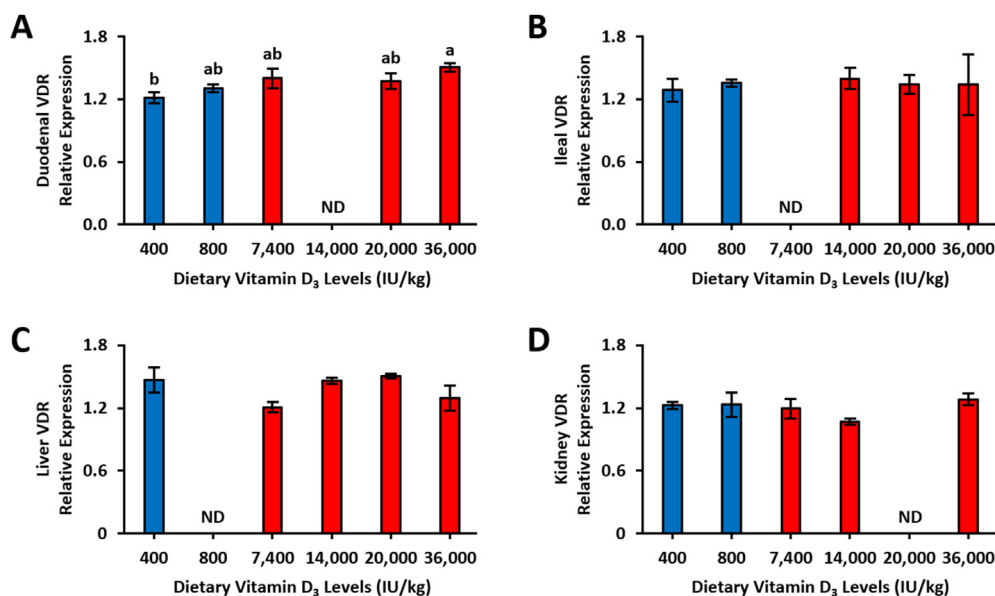 A
Duodenal VDR
Relative Expression
1.8
1.2
0.6
0.0
b
ab
ab
ND
ab
a
400
800
7,400
14,000
20,000
36,000
Dietary Vitamin D₃ Levels (IU/kg)
B
Ileal VDR
Relative Expression
1.8
1.2
0.6
0.0
ND
400
800
7,400
14,000
20,000
36,000
Dietary Vitamin D₃ Levels (IU/kg)
C
Liver VDR
Relative Expression
1.8
1.2
0.6
0
ND
400
800
7,400
14,000
20,000
36,000
Dietary Vitamin D₃ Levels (IU/kg)
D
Kidney VDR
Relative Expression
1.8
1.2
0.6
0
ND
400
800
7,400
14,000
20,000
36,000
Dietary Vitamin D₃ Levels (IU/kg)